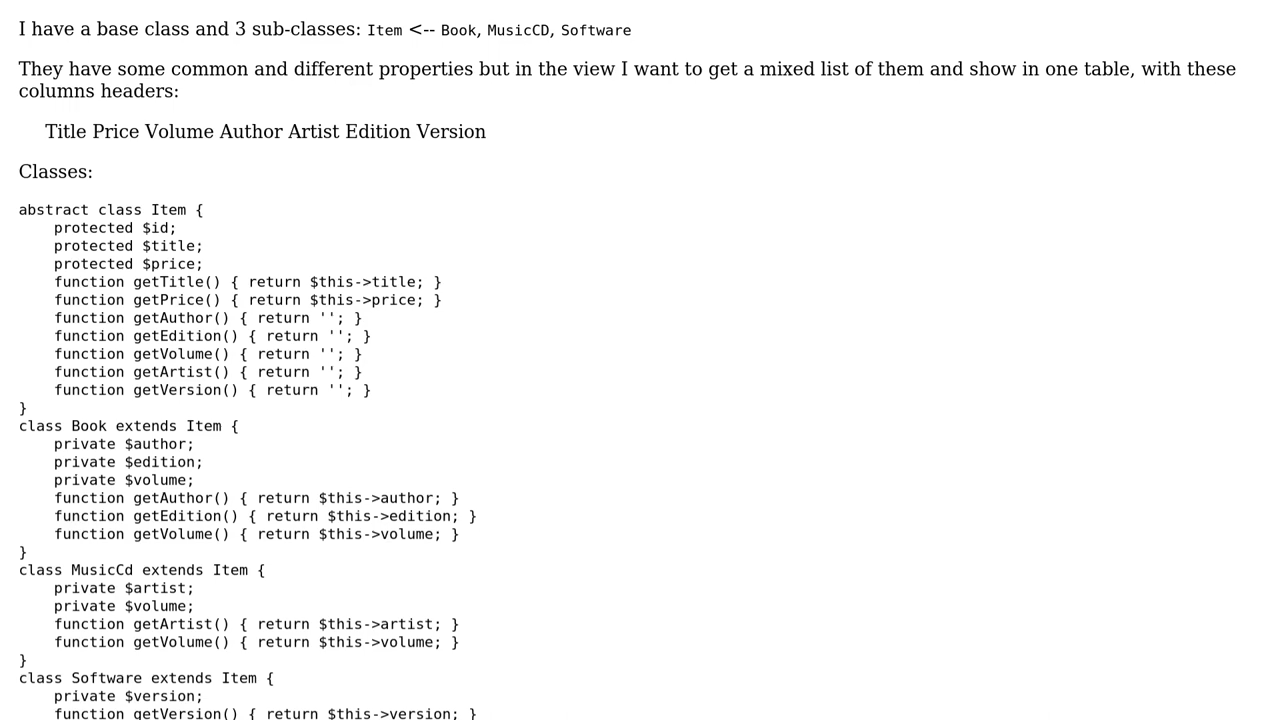 I have a base class and 3 sub-classes: Item <-- Book, MusicCD, Software
They have some common and different properties but in the view I want to get a mixed list of them and show in one table, with these
columns headers:
Title Price Volume Author Artist Edition Version
Classes:
abstract class Item {
    protected $id;
    protected $title;
    protected $price;
    function getTitle() { return $this->title; }
    function getPrice() { return $this->price; }
    function getAuthor() { return ''; }
    function getEdition() { return ''; }
    function getVolume() { return ''; }
    function getArtist() { return ''; }
    function getVersion() { return ''; }
}
class Book extends Item {
    private $author;
    private $edition;
    private $volume;
    function getAuthor() { return $this->author; }
    function getEdition() { return $this->edition; }
    function getVolume() { return $this->volume; }
}
class MusicCd extends Item {
    private $artist;
    private $volume;
    function getArtist() { return $this->artist; }
    function getVolume() { return $this->volume; }
}
class Software extends Item {
    private $version;
    function getVersion() { return $this->version; }